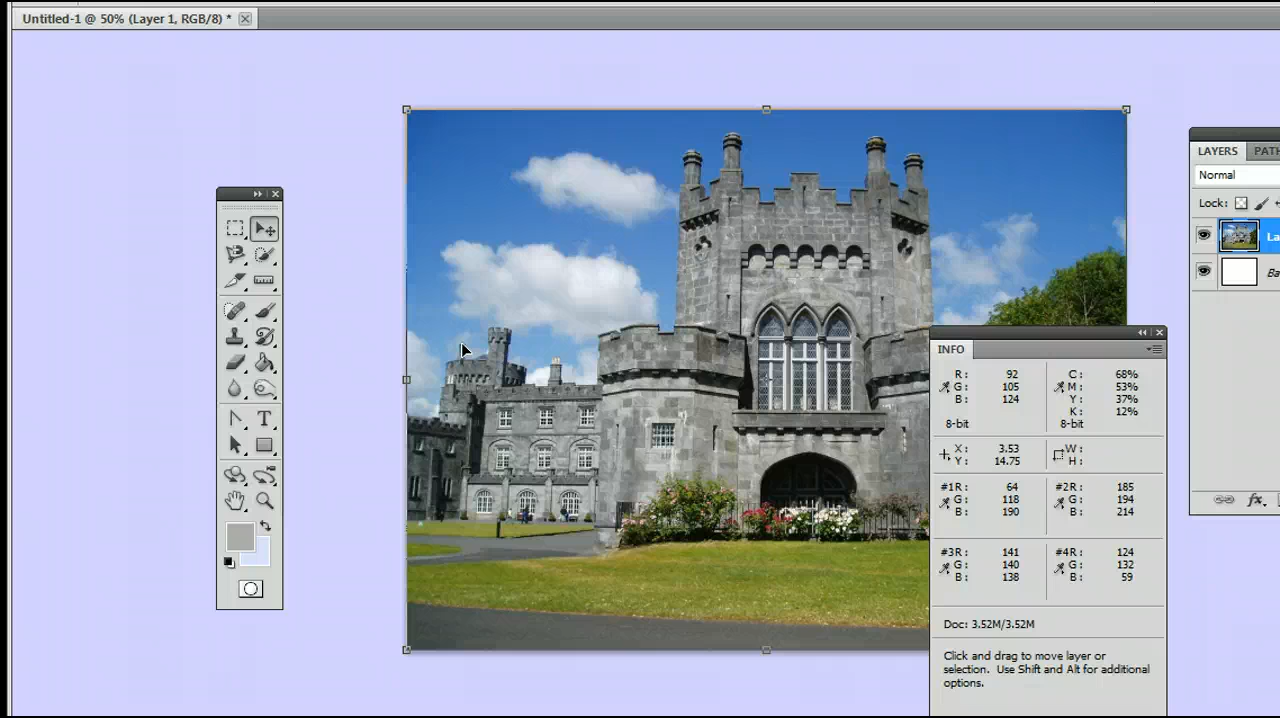 Untitled-1 @ 50% (Layer 1, RGB/8) *
LAYERS PATH
Normal
Lock:
La
Ba
INFO
R: 92 C: 68%
G: 105 M: 53%
B: 124 Y: 37%
K: 12%
8-bit 8-bit
X: 3.53 W:
Y: 14.75 H:
#1R: 64 #2R: 185
G: 118 G: 194
B: 190 B: 214
#3R: 141 #4R: 124
G: 140 G: 132
B: 138 B: 59
Doc: 3.52M/3.52M
Click and drag to move layer or
selection. Use Shift and Alt for additional
options.
T
fx